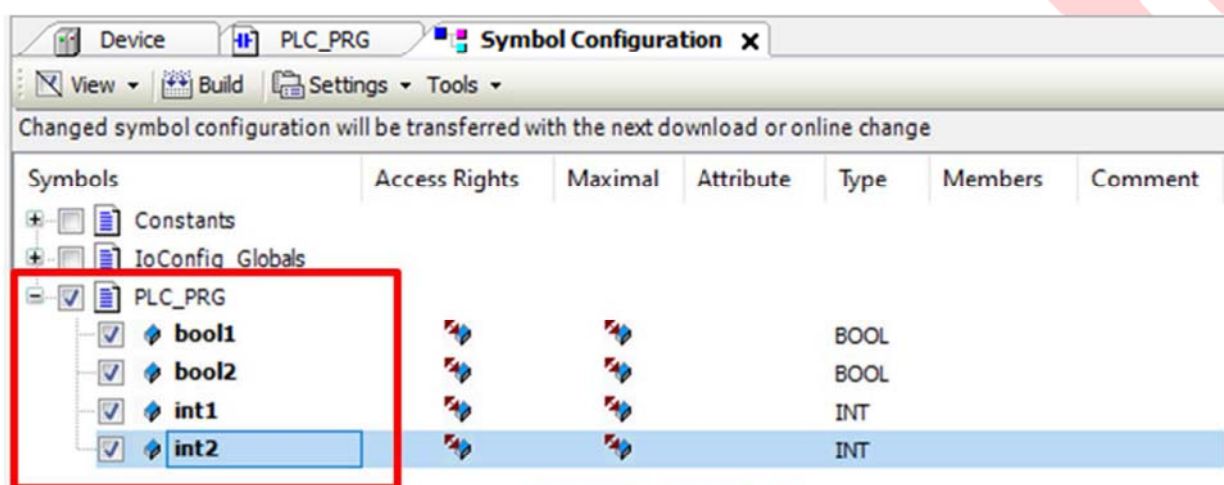 Device PLC_PRG Symbol Configuration X
View Build Settings Tools
Changed symbol configuration will be transferred with the next download or online change
Symbols Access Rights Maximal Attribute Type Members Comment
Constants
IoConfig_Globals
PLC_PRG
bool1 BOOL
bool2 BOOL
int1 INT
int2 INT